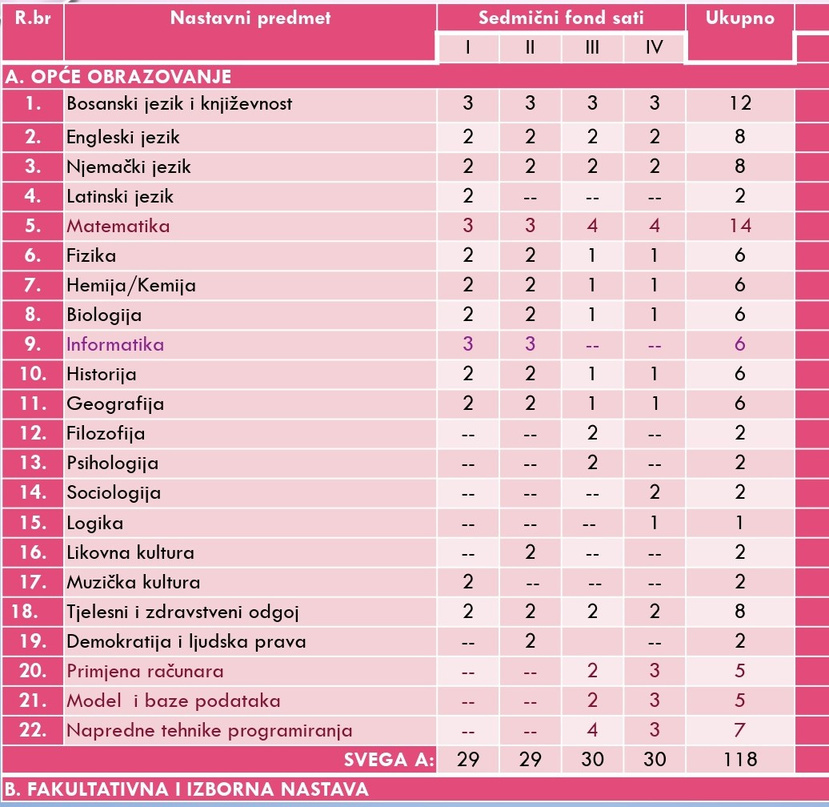 R.br Nastavni predmet Sedmični fond sati Ukupno
I II III IV
A. OPĆE OBRAZOVANJE
1. Bosanski jezik i književnost 3 3 3 3 12
2. Engleski jezik 2 2 2 2 8
3. Njemački jezik 2 2 2 2 8
4. Latinski jezik 2 -- -- -- 2
5. Matematika 3 3 4 4 14
6. Fizika 2 2 1 1 6
7. Hemija/Kemija 2 2 1 1 6
8. Biologija 2 2 1 1 6
9. Informatika 3 3 -- -- 6
10. Historija 2 2 1 1 6
11. Geografija 2 2 1 1 6
12. Filozofija -- -- 2 -- 2
13. Psihologija -- -- 2 -- 2
14. Sociologija -- -- -- 2 2
15. Logika -- -- -- 1 1
16. Likovna kultura -- 2 -- -- 2
17. Muzička kultura 2 -- -- -- 2
18. Tjelesni i zdravstveni odgoj 2 2 2 2 8
19. Demokratija i ljudska prava -- 2 -- 2
20. Primjena računara -- -- 2 3 5
21. Model i baze podataka -- -- 2 3 5
22. Napredne tehnike programiranja -- -- 4 3 7
SVEGA A: 29 29 30 30 118
B. FAKULTATIVNA I IZBORNA NASTAVA